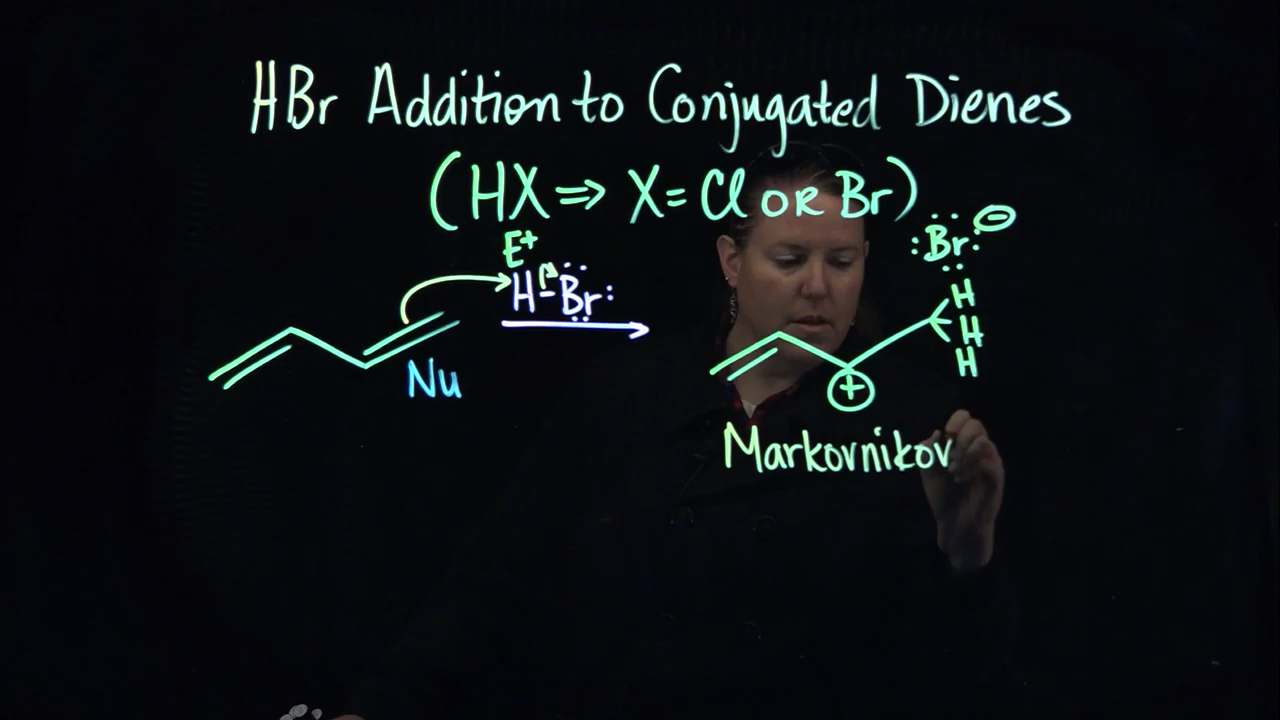 HBr Addition to Conjugated Dienes
(HX ⇒ X = Cl OR Br)
E⁺
H–Br:
Nu
:Br: ⊖
H
H
H
+
Markovnikov